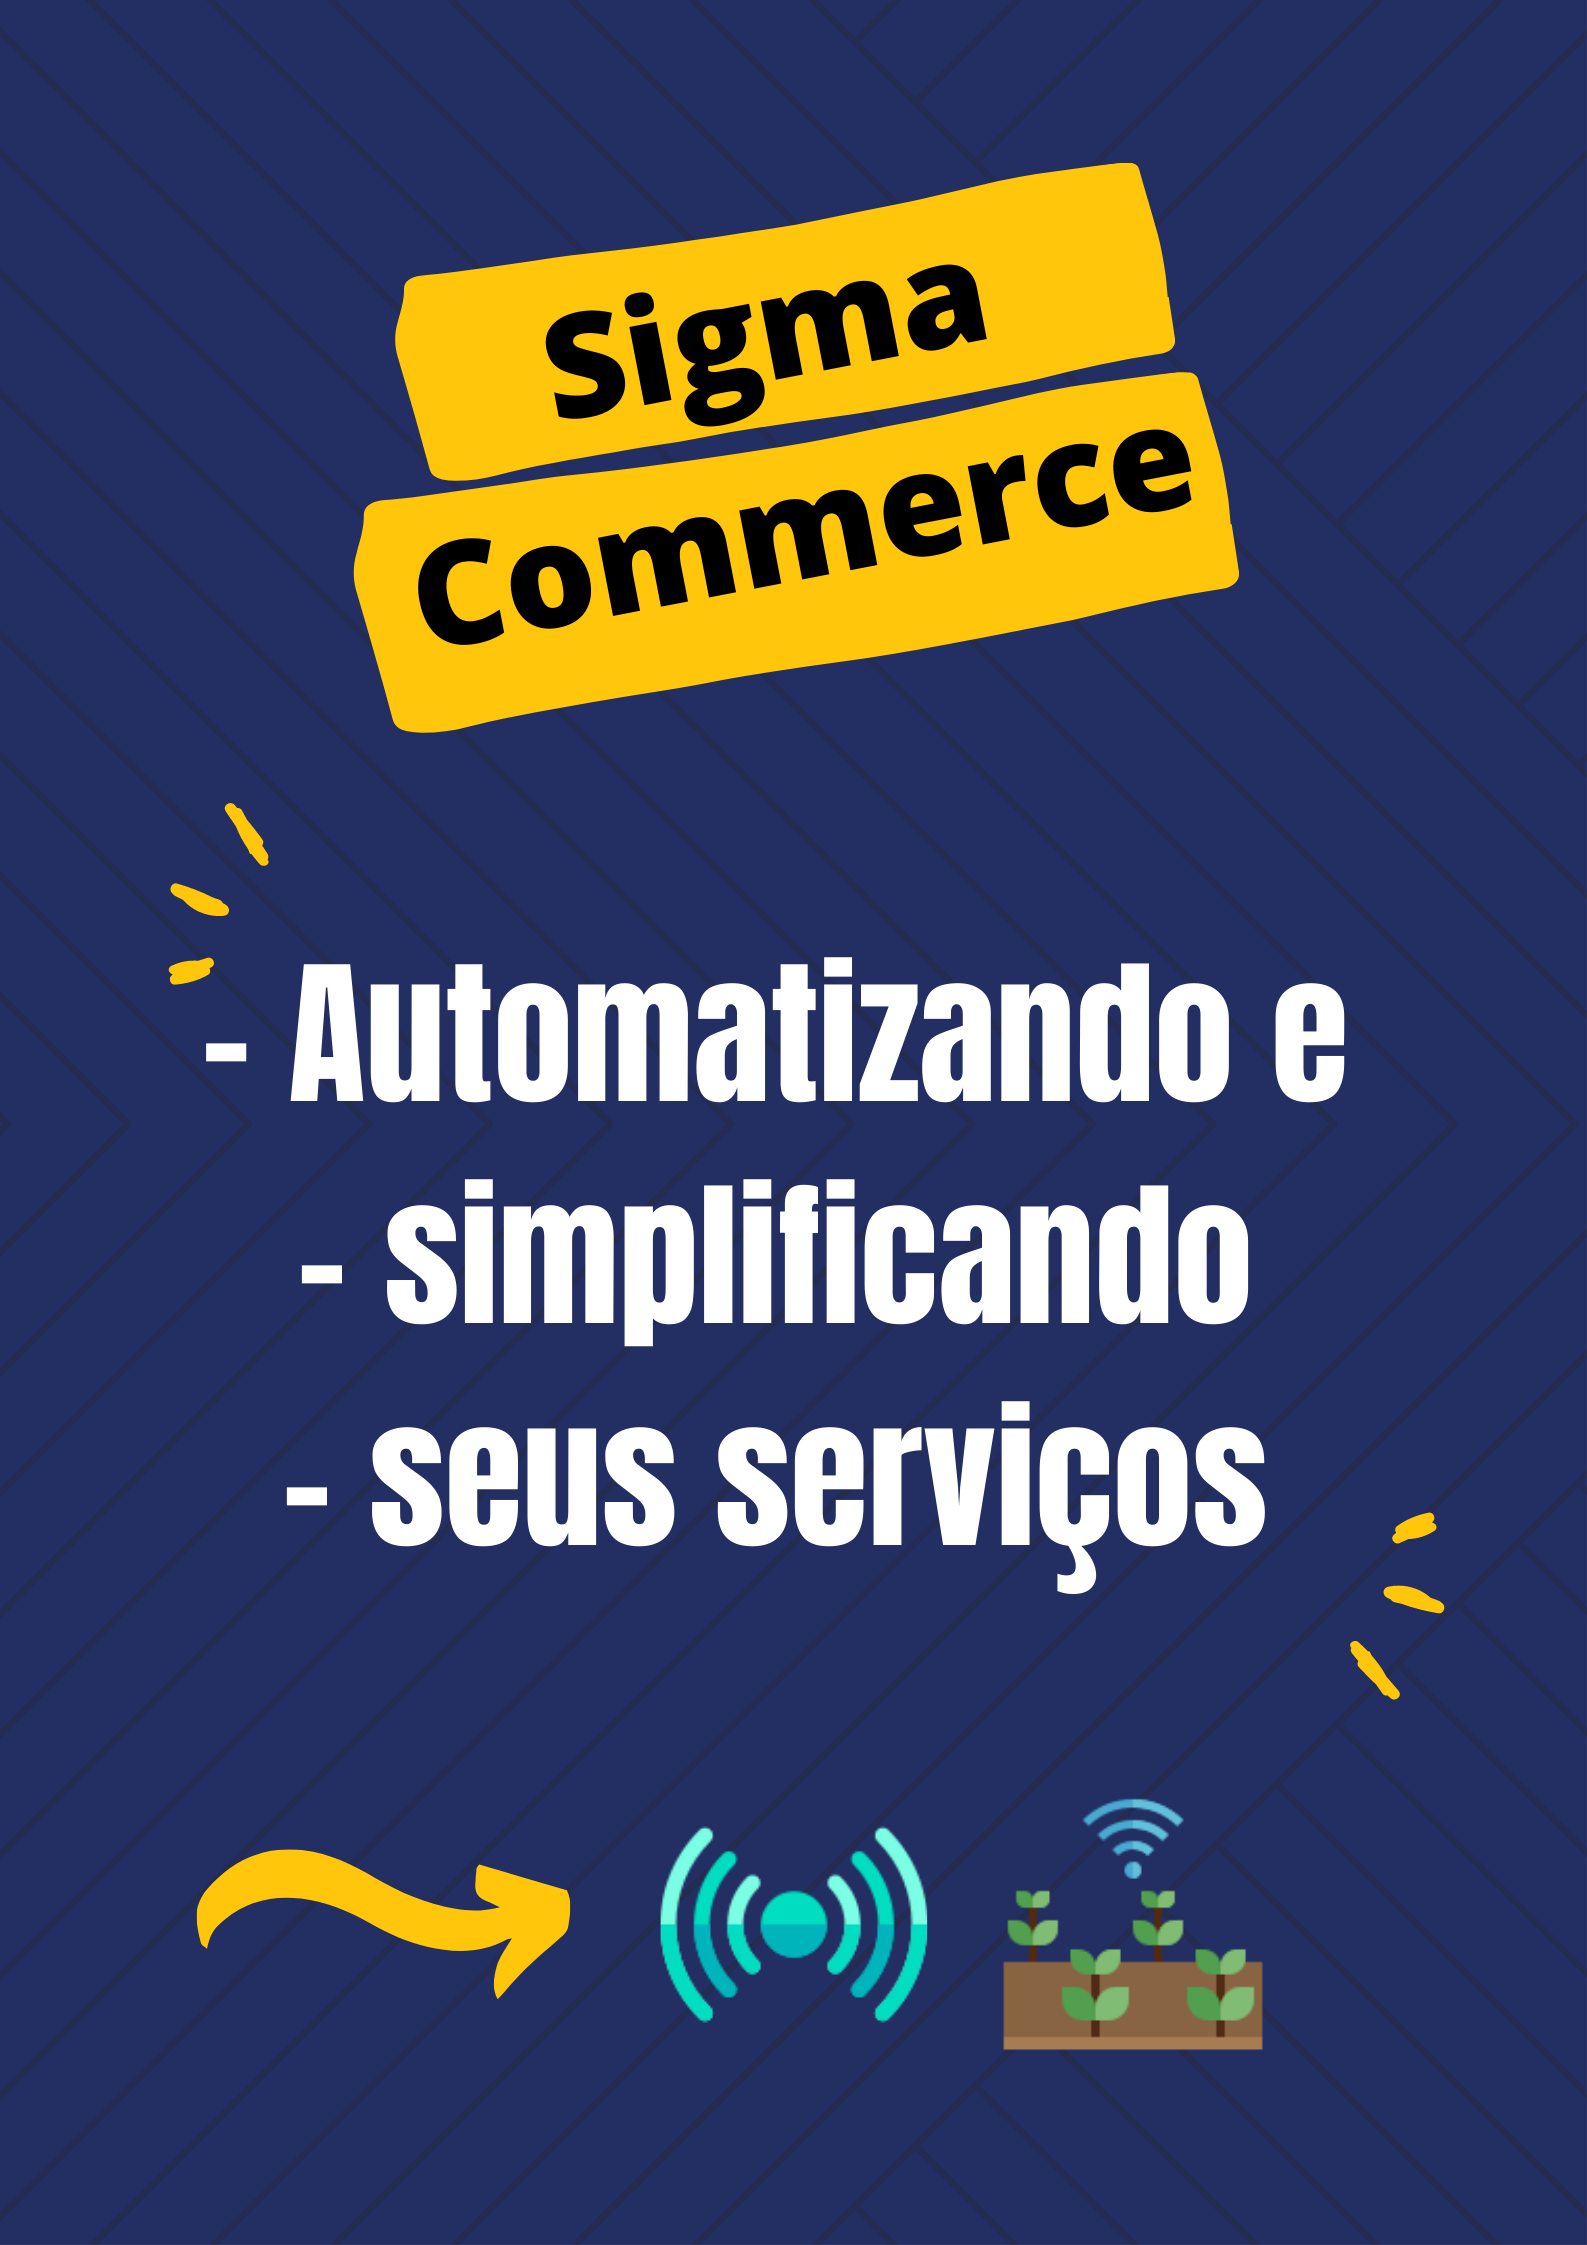 Sigma
Commerce
- Automatizando e
- simplificando
- seus serviços